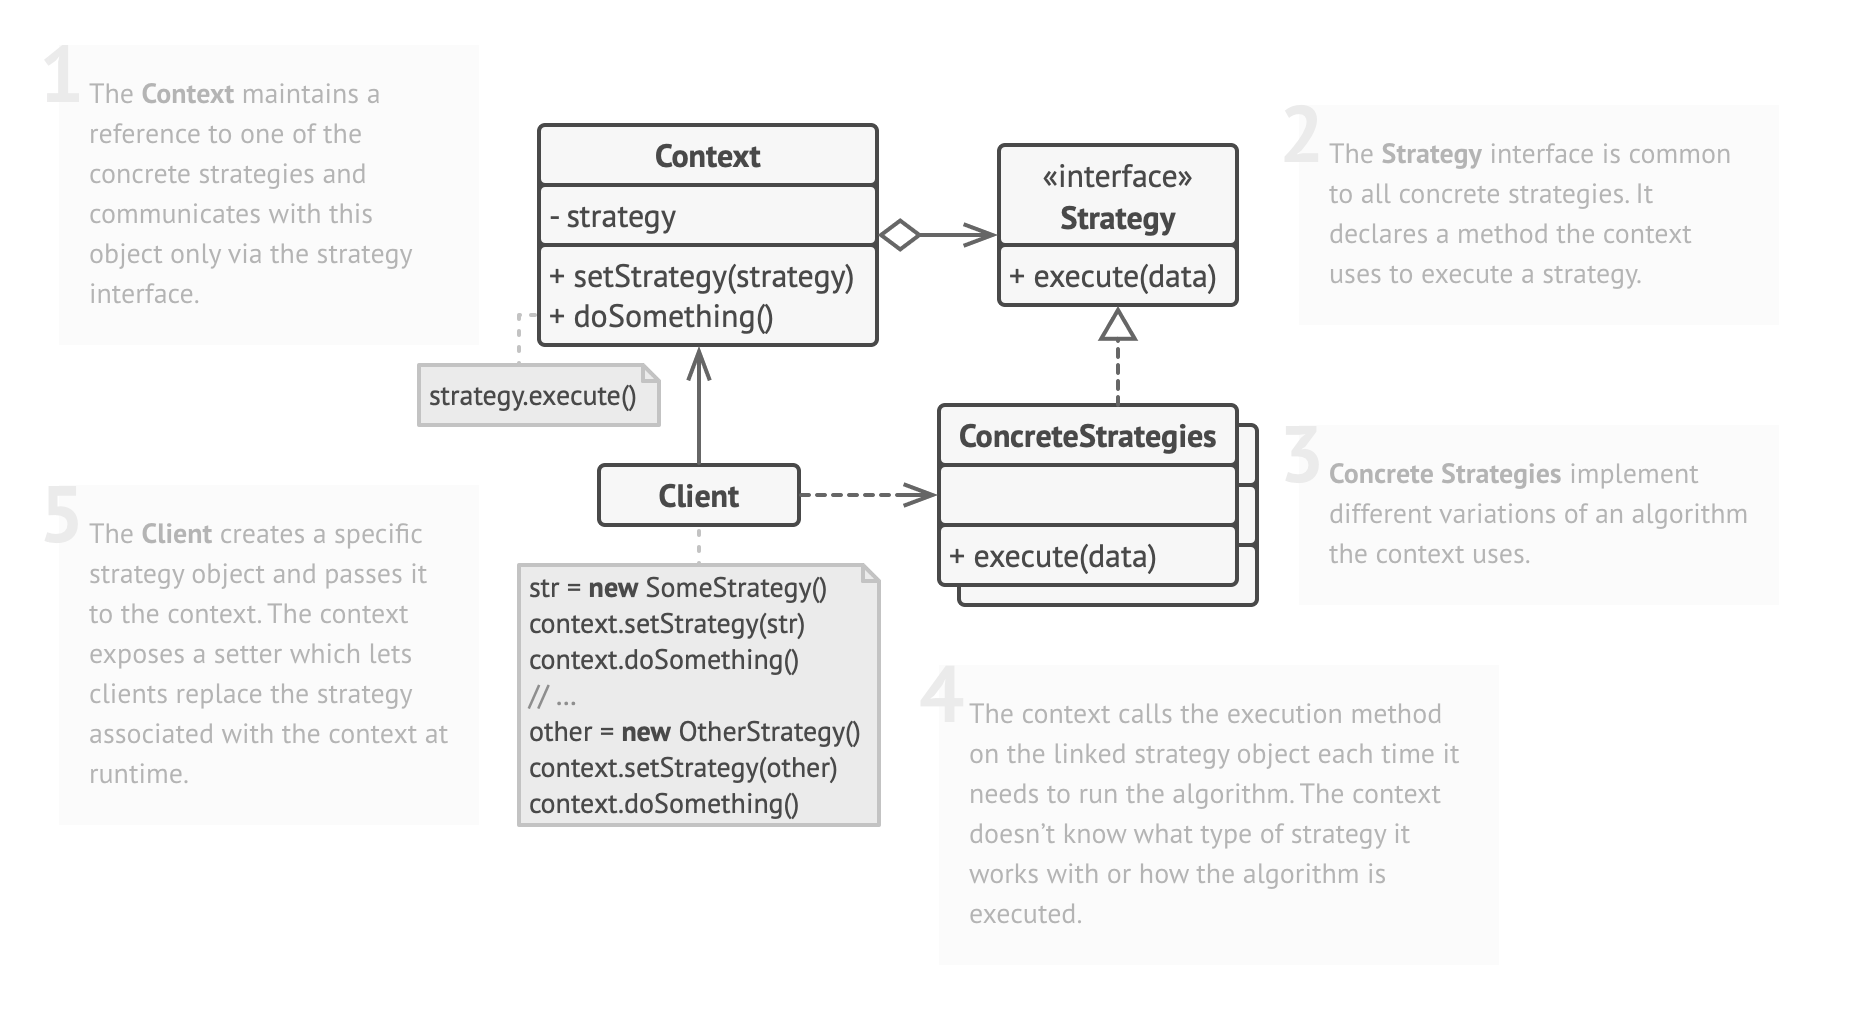 1
The Context maintains a
reference to one of the
concrete strategies and
communicates with this
object only via the strategy
interface.
Context
- strategy
+ setStrategy(strategy)
+ doSomething()
strategy.execute()
«interface»
Strategy
+ execute(data)
2
The Strategy interface is common
to all concrete strategies. It
declares a method the context
uses to execute a strategy.
ConcreteStrategies
+ execute(data)
3
Concrete Strategies implement
different variations of an algorithm
the context uses.
Client
str = new SomeStrategy()
context.setStrategy(str)
context.doSomething()
// ...
other = new OtherStrategy()
context.setStrategy(other)
context.doSomething()
4
The context calls the execution method
on the linked strategy object each time it
needs to run the algorithm. The context
doesn’t know what type of strategy it
works with or how the algorithm is
executed.
5
The Client creates a specific
strategy object and passes it
to the context. The context
exposes a setter which lets
clients replace the strategy
associated with the context at
runtime.